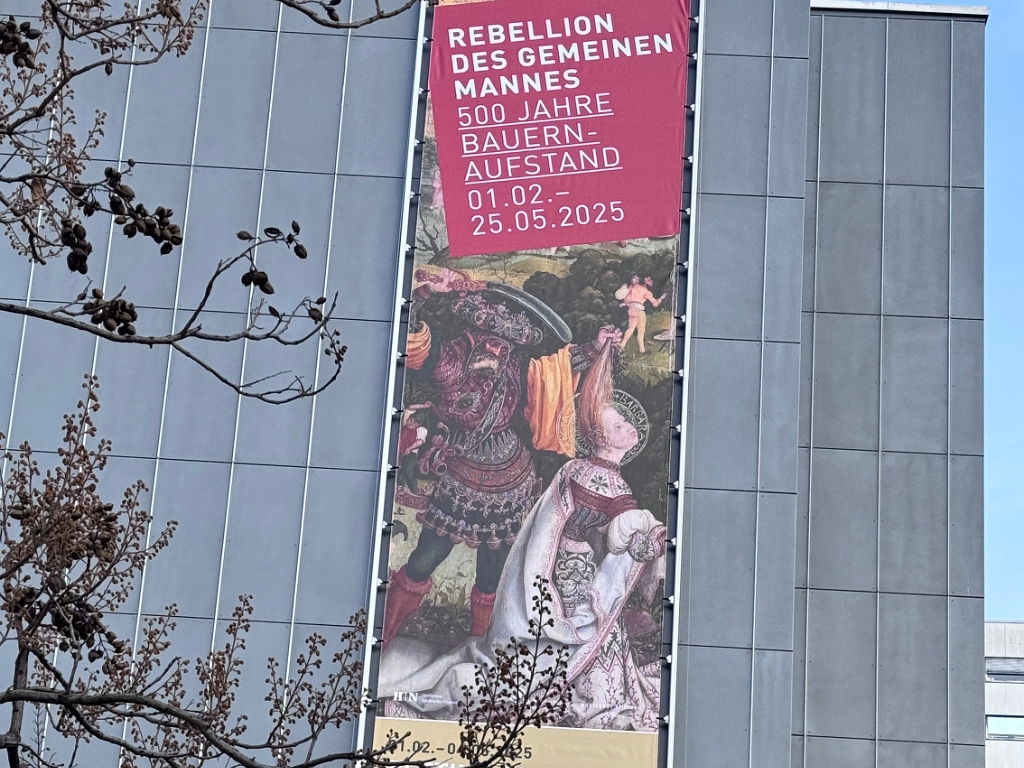 REBELLION
DES GEMEINEN
MANNES
500 JAHRE
BAUERN-
AUFSTAND
01.02.–
25.05.2025
H|N